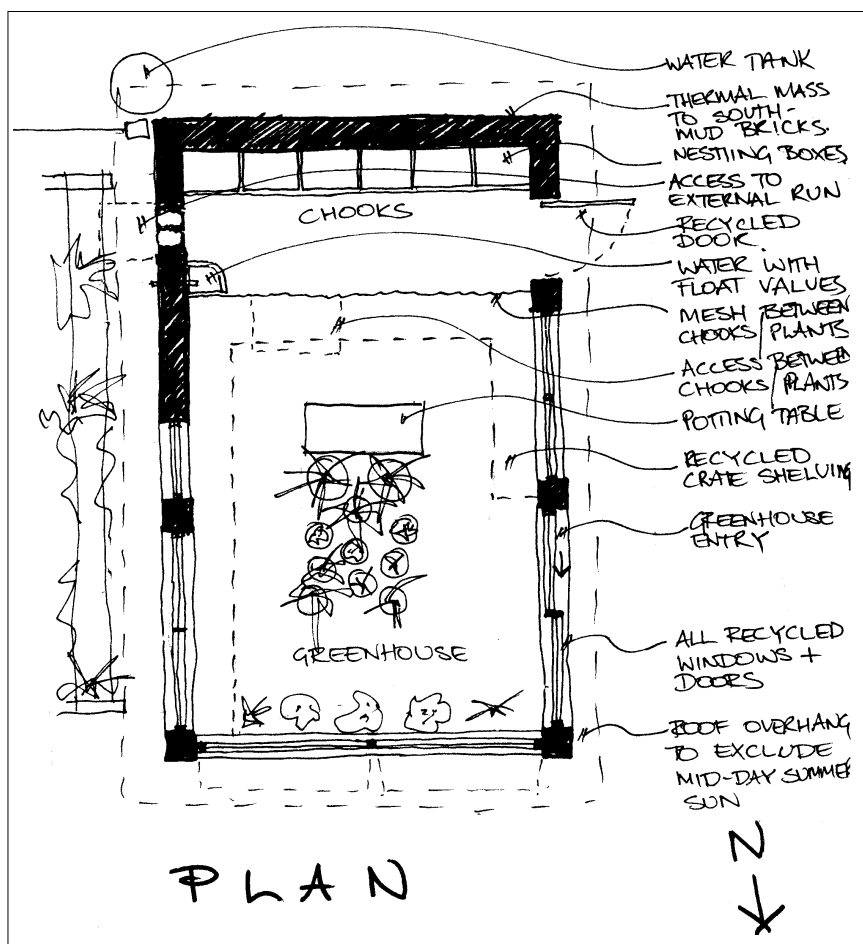 WATER TANK
THERMAL MASS
TO SOUTH-
MUD BRICKS.
NESTING BOXES
ACCESS TO
EXTERNAL RUN
RECYCLED
DOOR.
WATER WITH
FLOAT VALUES
MESH BETWEEN
CHOOKS/PLANTS
ACCESS BETWEEN
CHOOKS/PLANTS
POTTING TABLE
RECYCLED
CRATE SHELVING
GREENHOUSE
ENTRY
ALL RECYCLED
WINDOWS +
DOORS
ROOF OVERHANG
TO EXCLUDE
MID-DAY SUMMER
SUN
CHOOKS
GREENHOUSE
PLAN
N